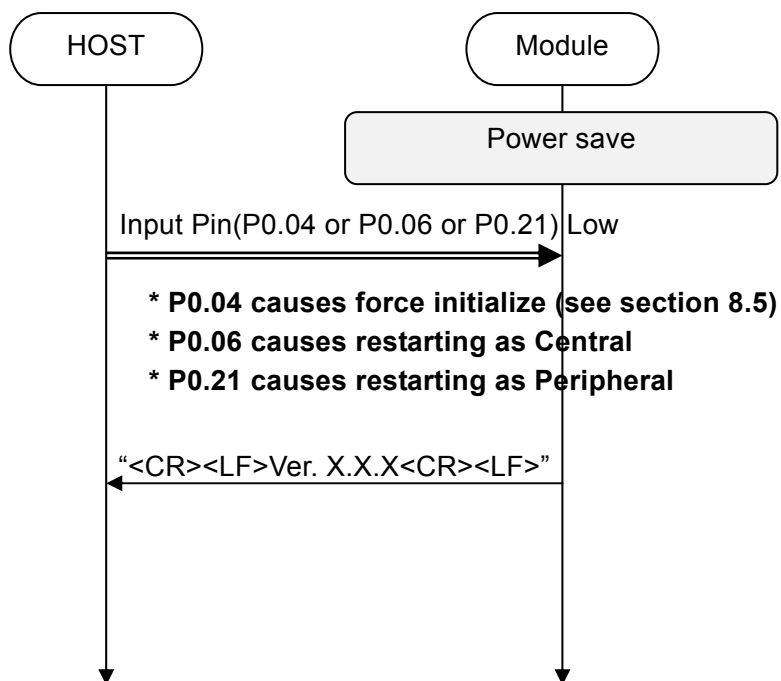 HOST
Module
Power save
Input Pin(P0.04 or P0.06 or P0.21) Low
* P0.04 causes force initialize (see section 8.5)
* P0.06 causes restarting as Central
* P0.21 causes restarting as Peripheral
“<CR><LF>Ver. X.X.X<CR><LF>”